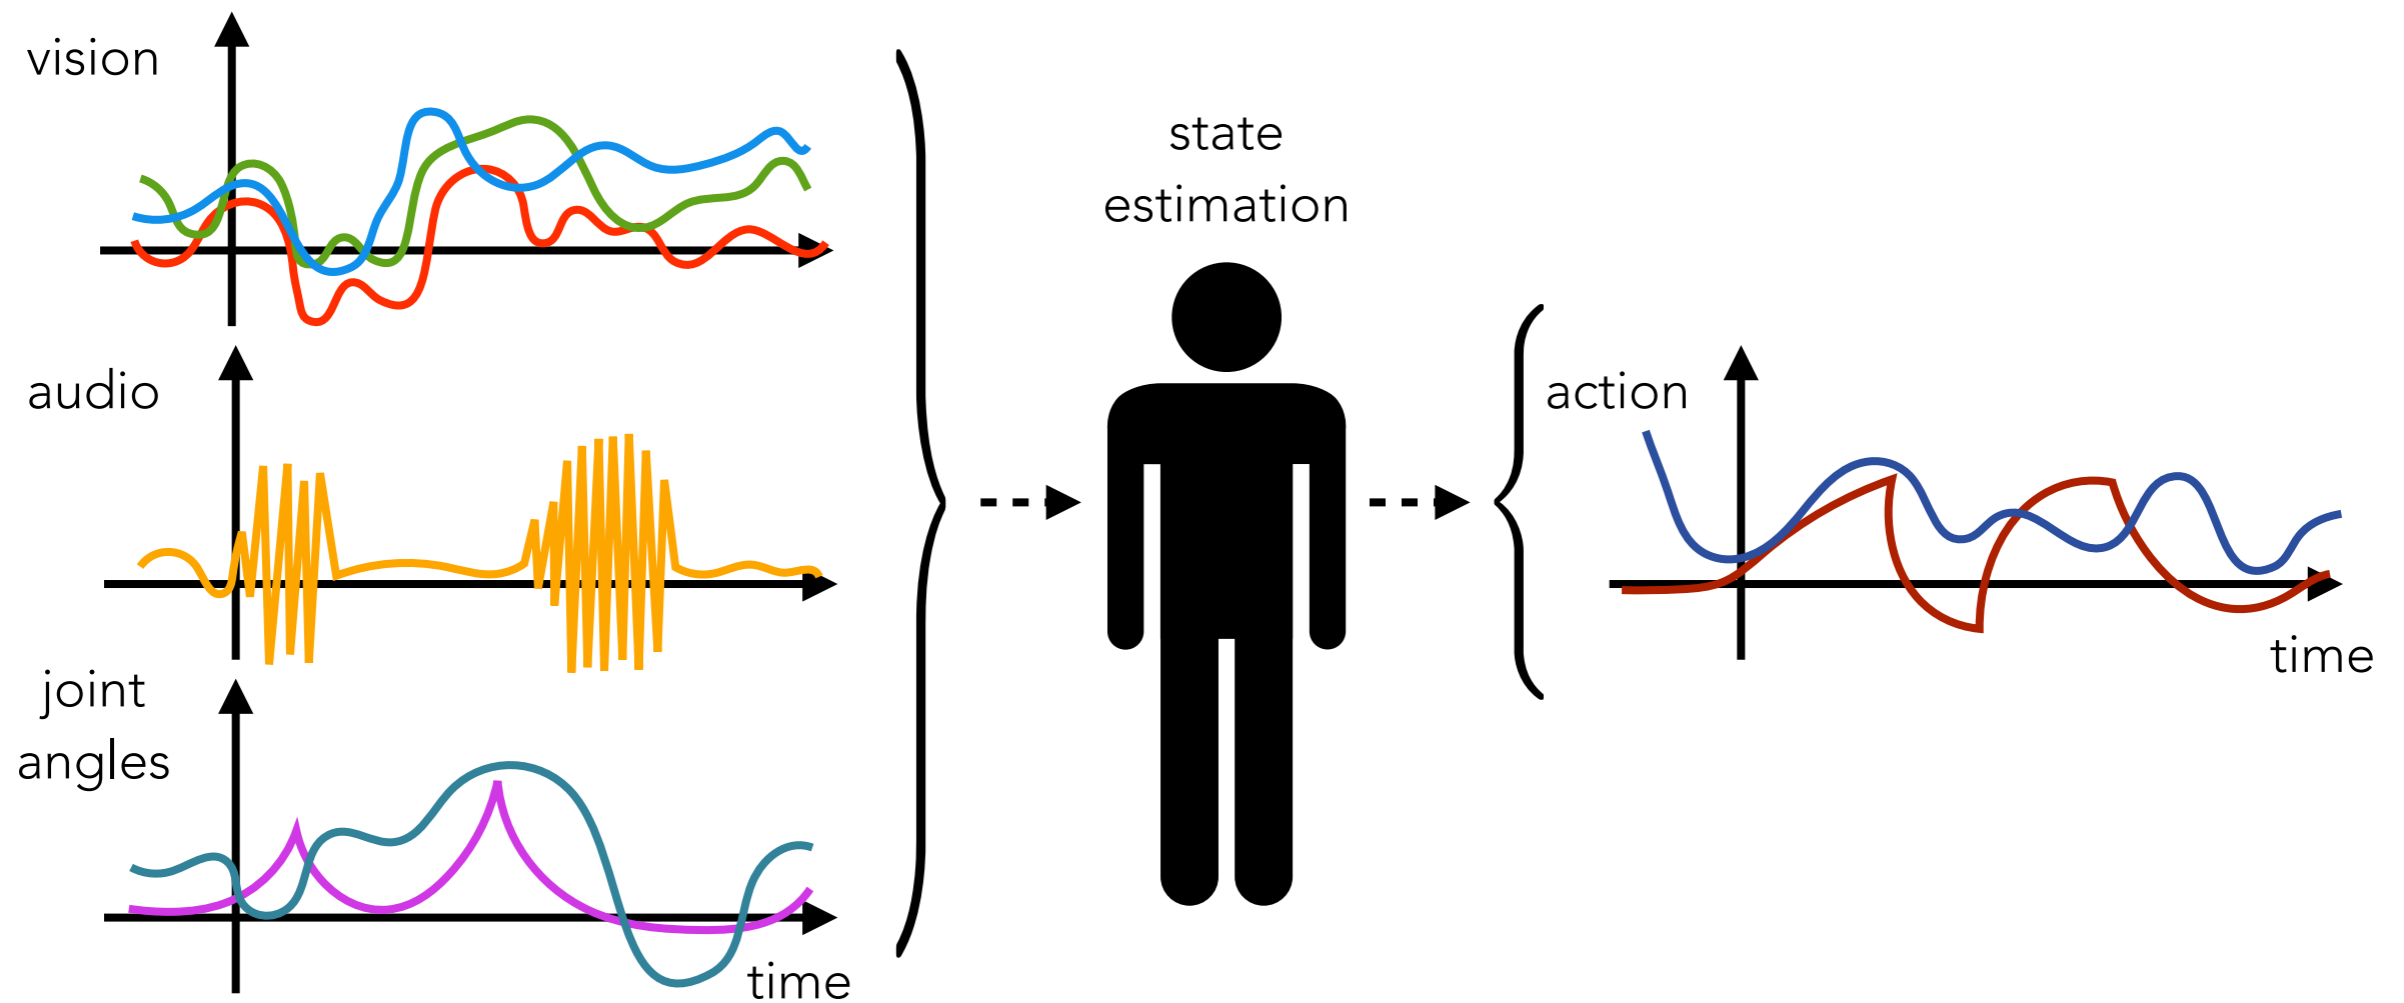 vision
audio
joint
angles
time
state
estimation
action
time